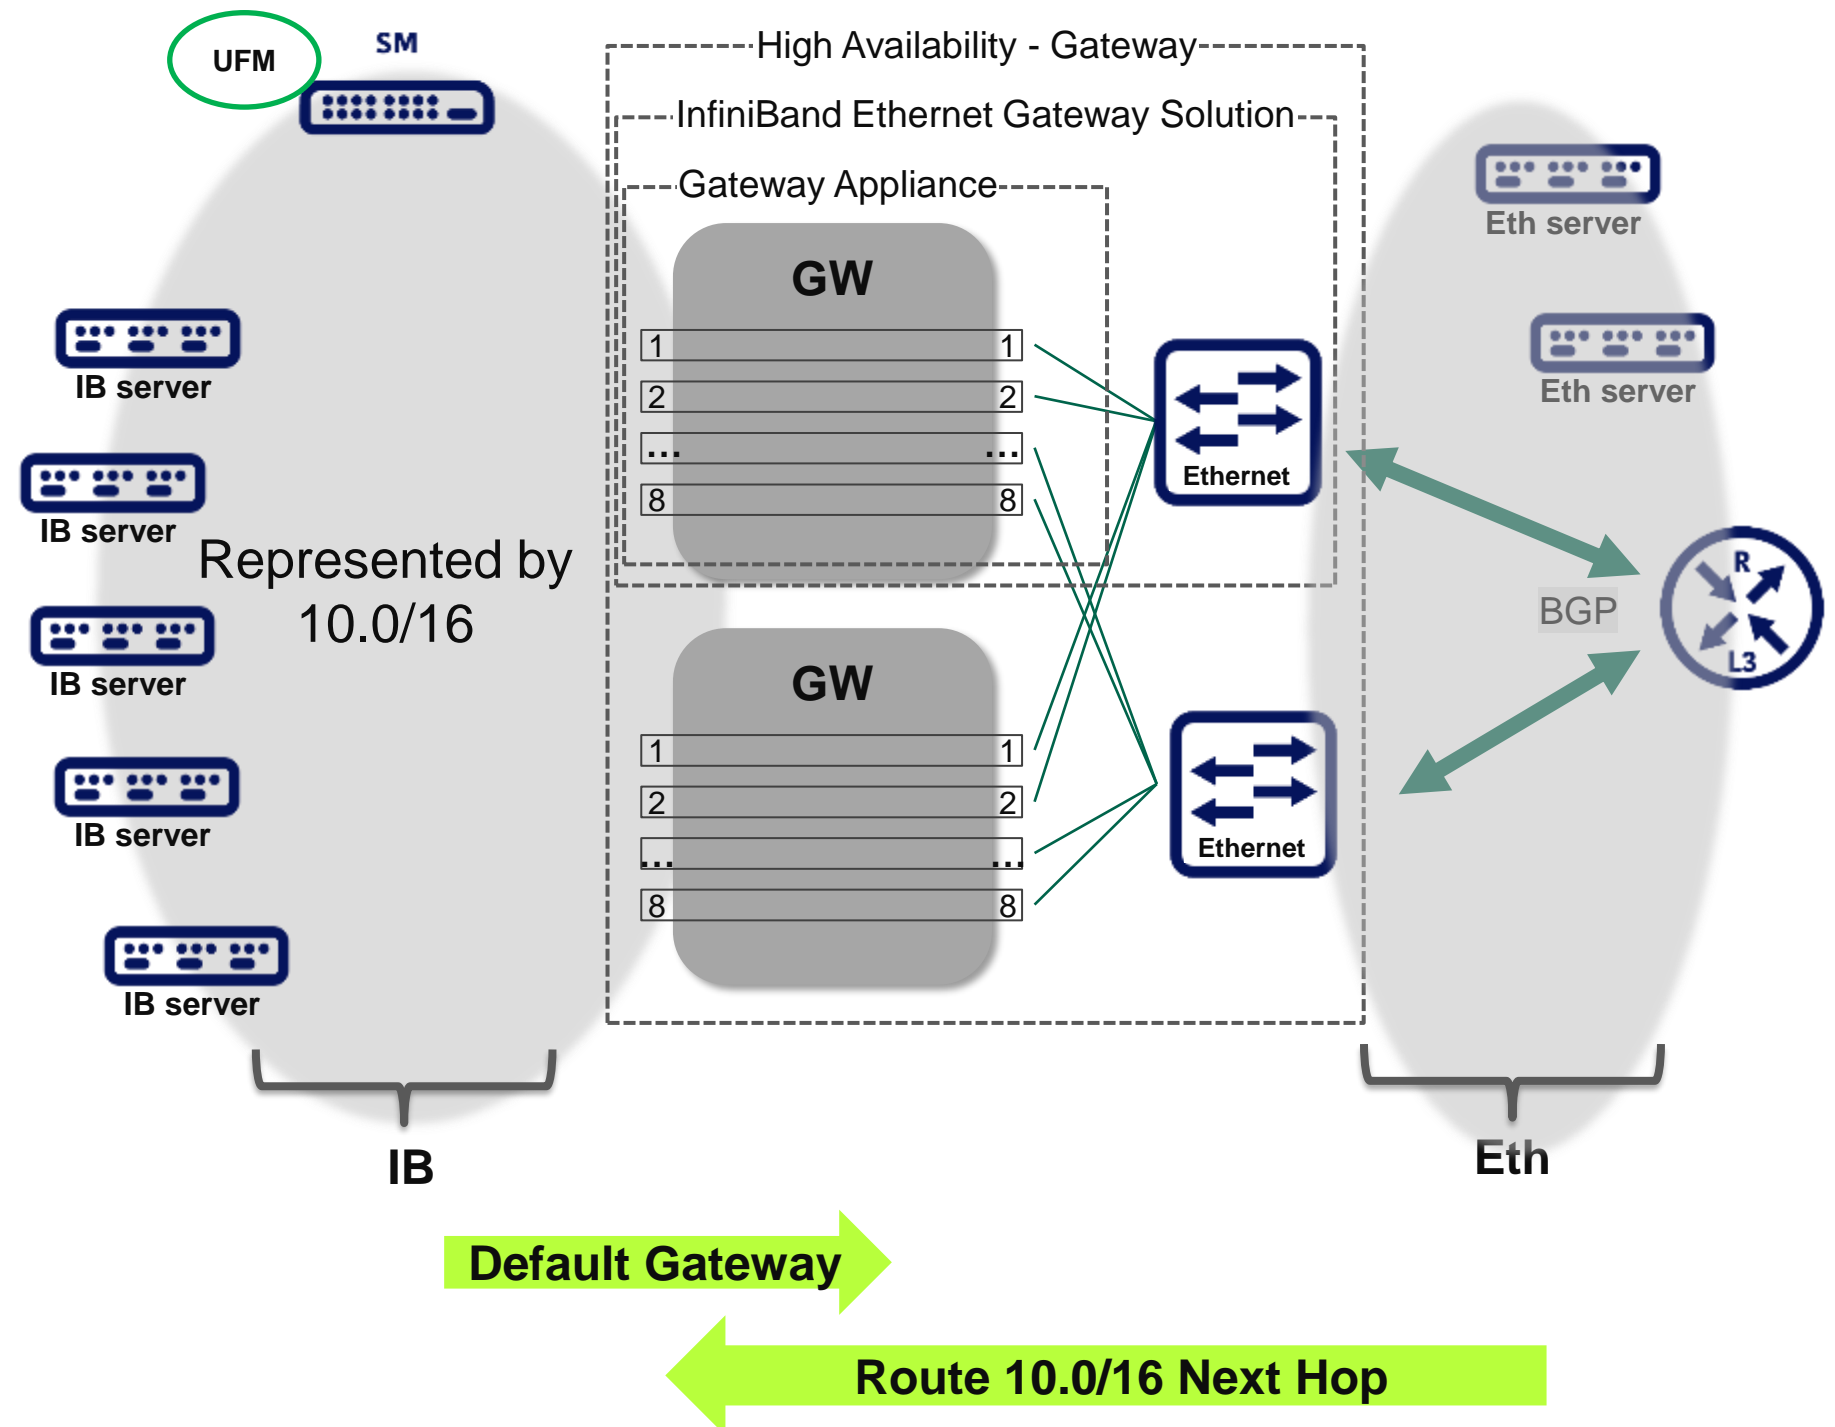 UFM
SM
High Availability - Gateway
InfiniBand Ethernet Gateway Solution
Gateway Appliance
GW
1 1
2 2
... ...
8 8
Ethernet
GW
1 1
2 2
... ...
8 8
Ethernet
IB server
IB server
IB server
IB server
IB server
Represented by
10.0/16
Eth server
Eth server
BGP
R
L3
IB
Eth
Default Gateway
Route 10.0/16 Next Hop